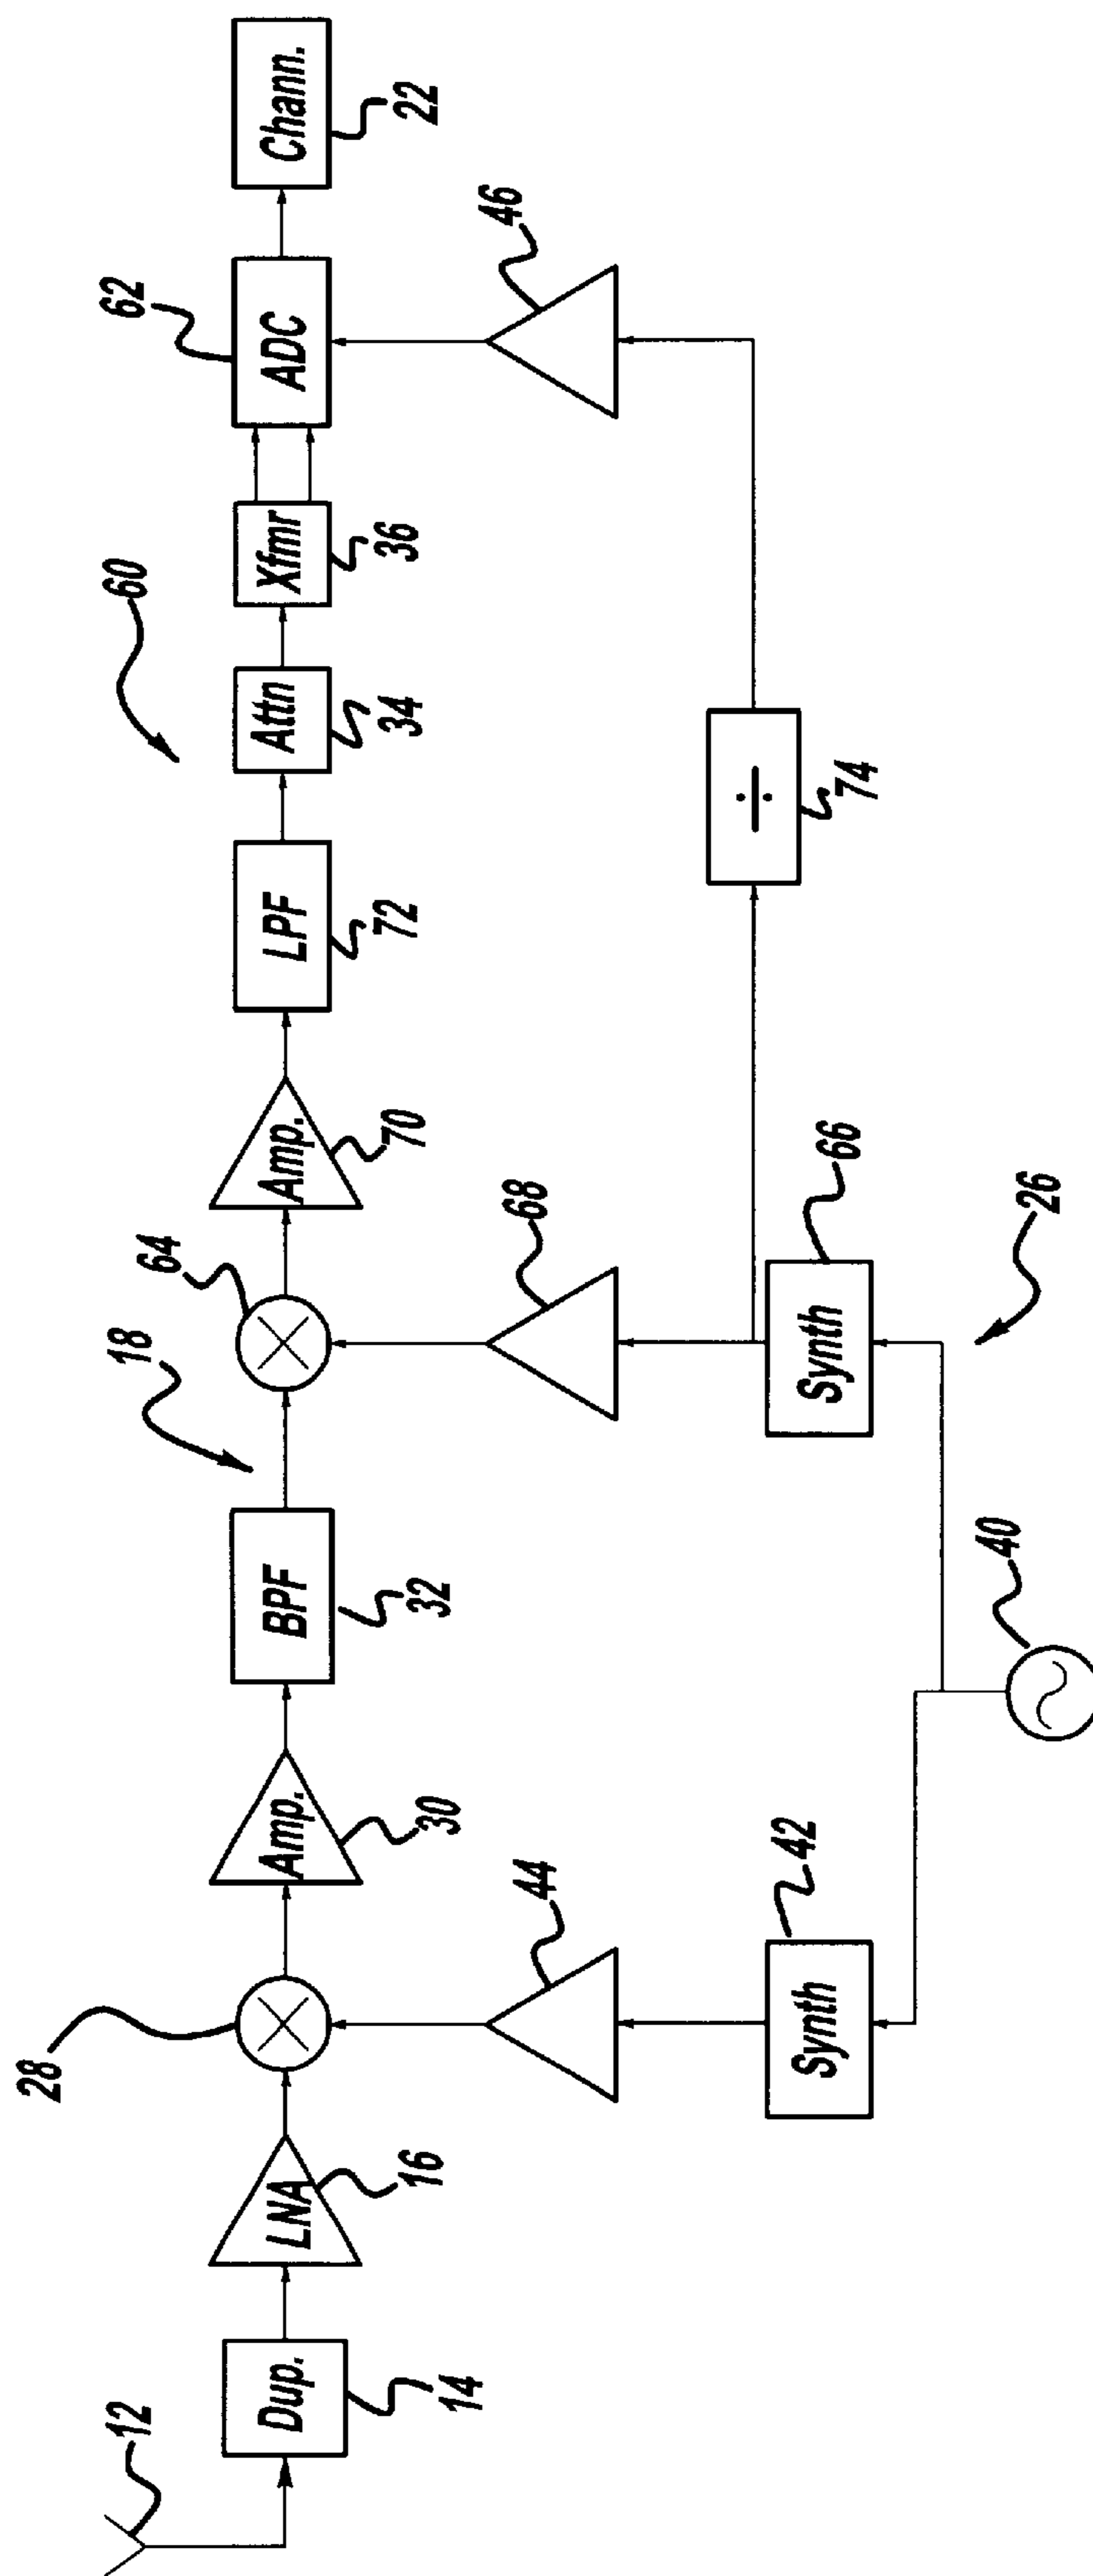 12
Dup.
14
LNA
16
28
44
Synth
42
Amp.
30
BPF
32
18
64
68
Synth
66
40
26
Amp.
70
LPF
72
60
Attn
34
Xfmr
36
÷
74
62
ADC
46
Chann.
22